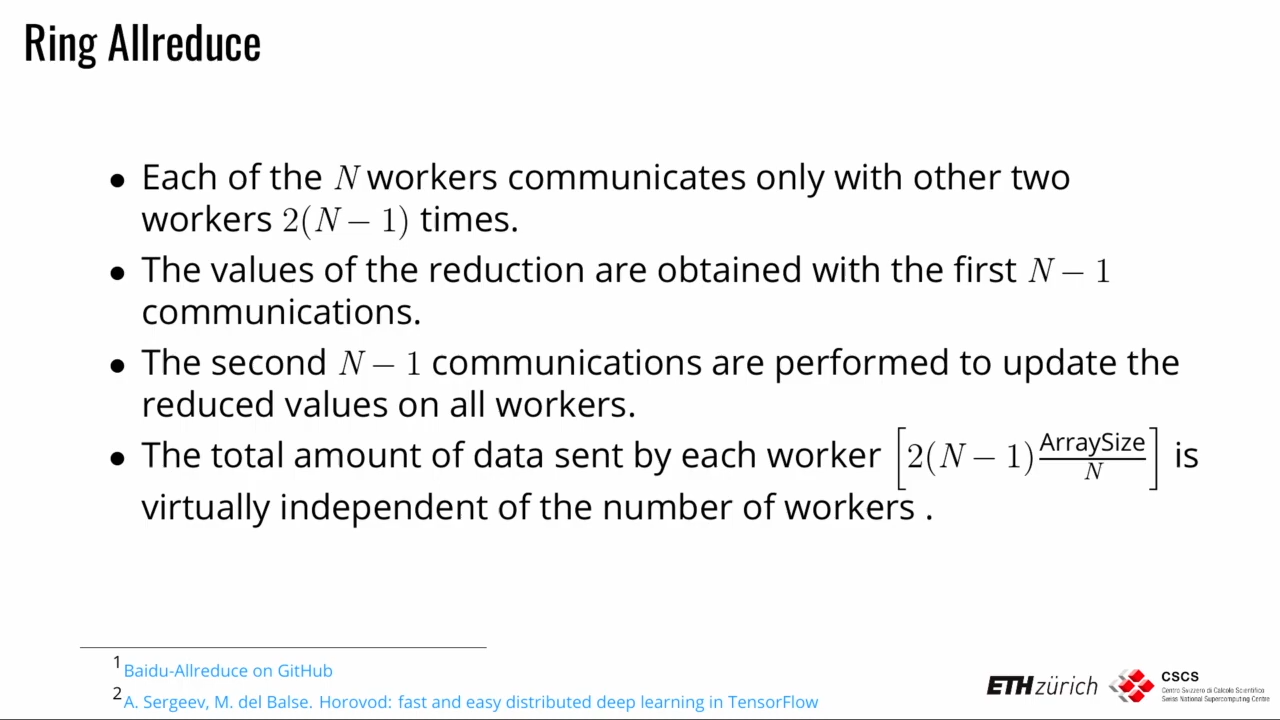 Ring Allreduce
• Each of the N workers communicates only with other two
workers 2(N − 1) times.
• The values of the reduction are obtained with the first N − 1
communications.
• The second N − 1 communications are performed to update the
reduced values on all workers.
• The total amount of data sent by each worker [2(N − 1) ArraySize/N] is
virtually independent of the number of workers .
1 Baidu-Allreduce on GitHub
2 A. Sergeev, M. del Balse. Horovod: fast and easy distributed deep learning in TensorFlow
ETH zürich
CSCS
Centro Svizzero di Calcolo Scientifico
Swiss National Supercomputing Centre